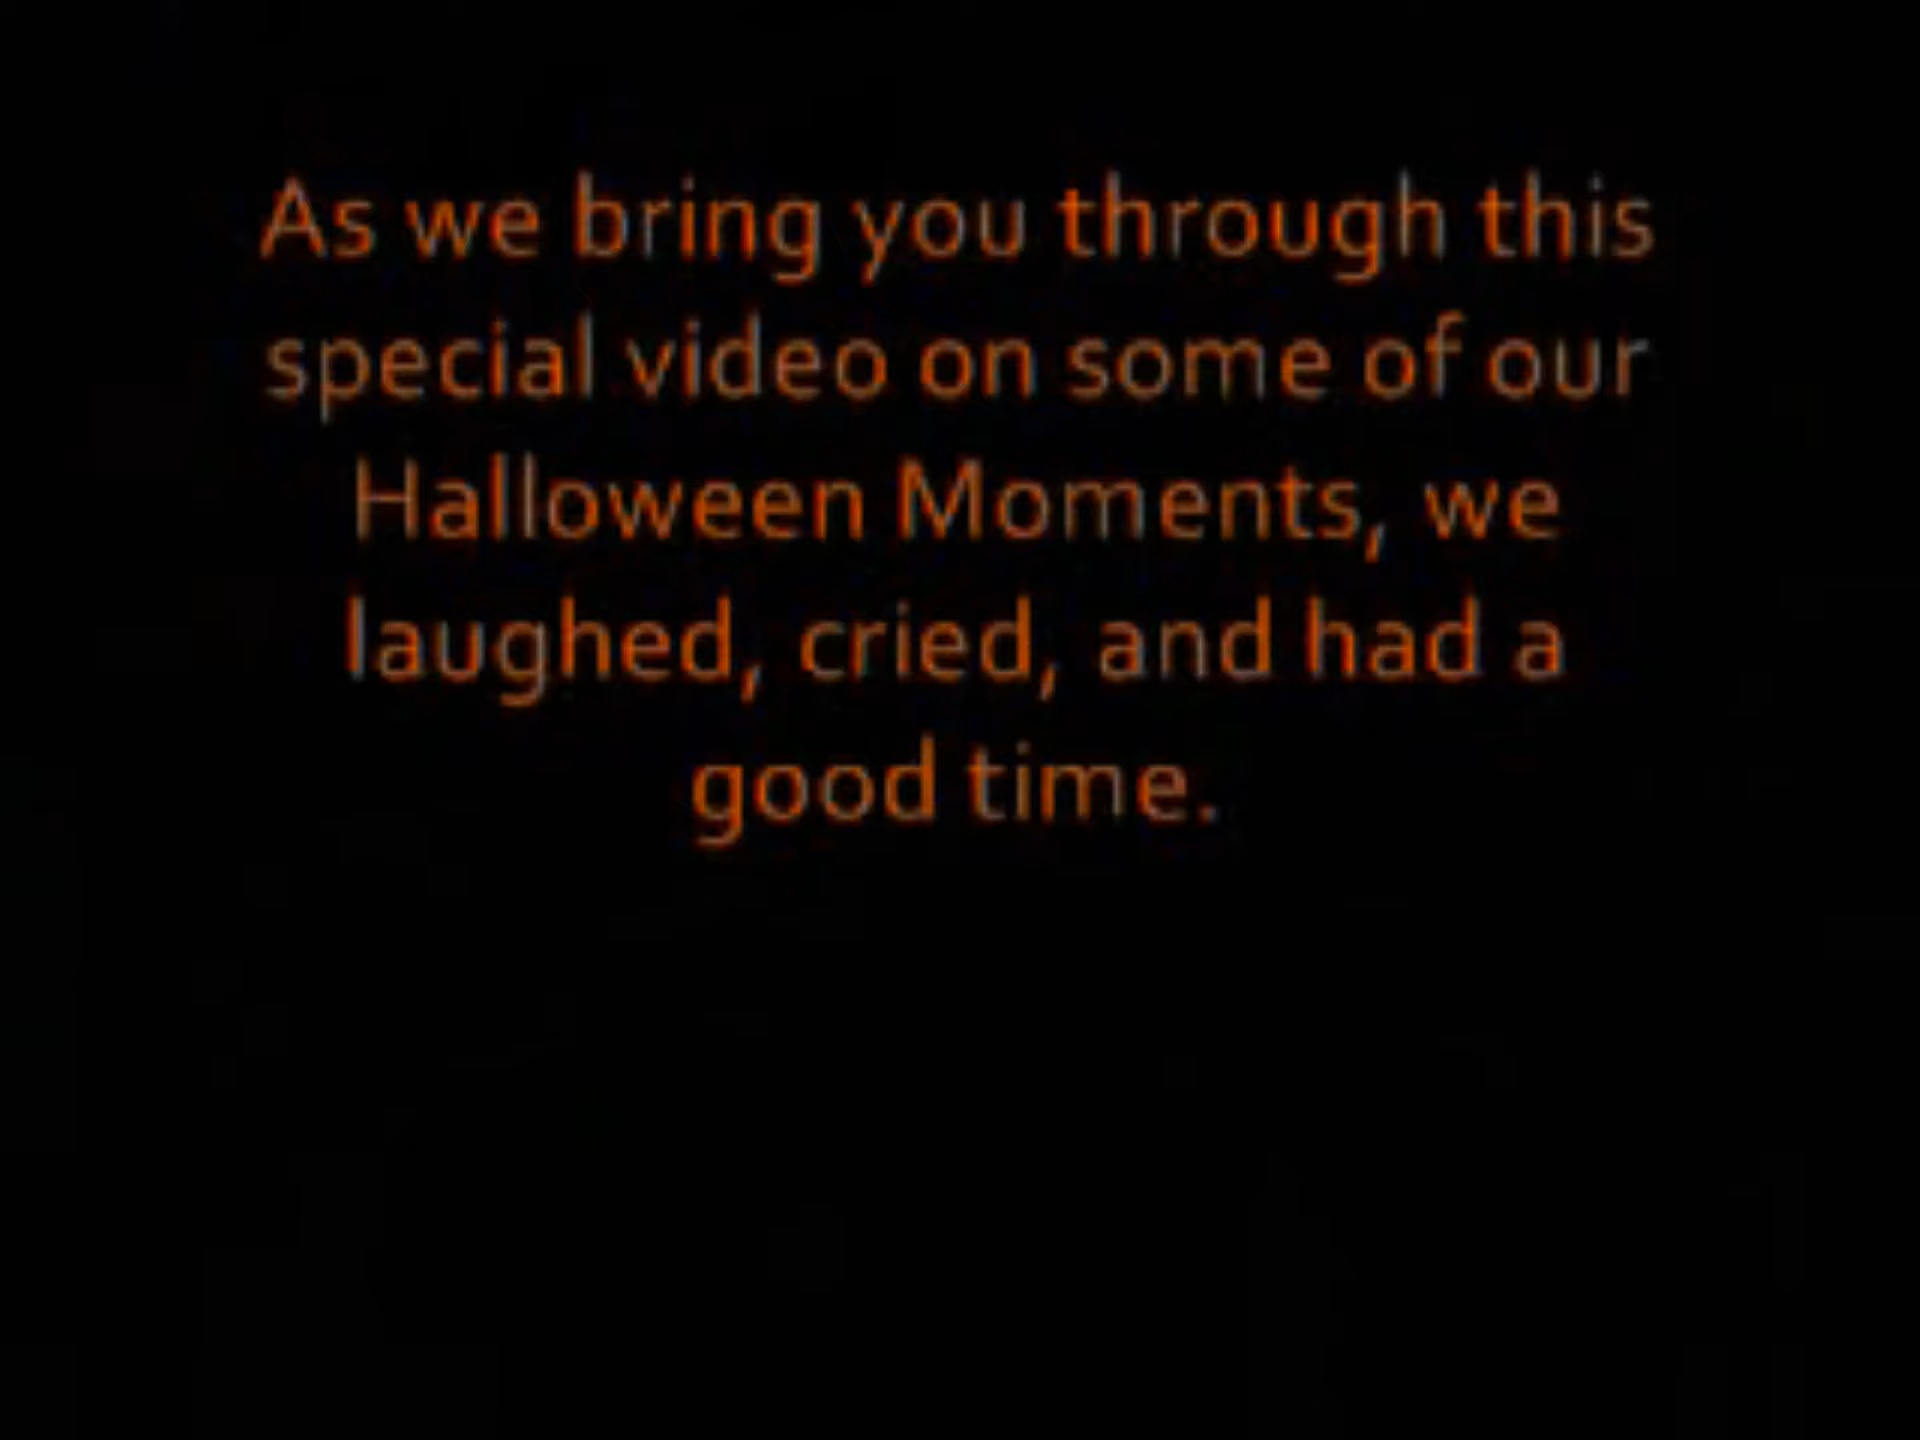 As we bring you through this
special video on some of our
Halloween Moments, we
laughed, cried, and had a
good time.